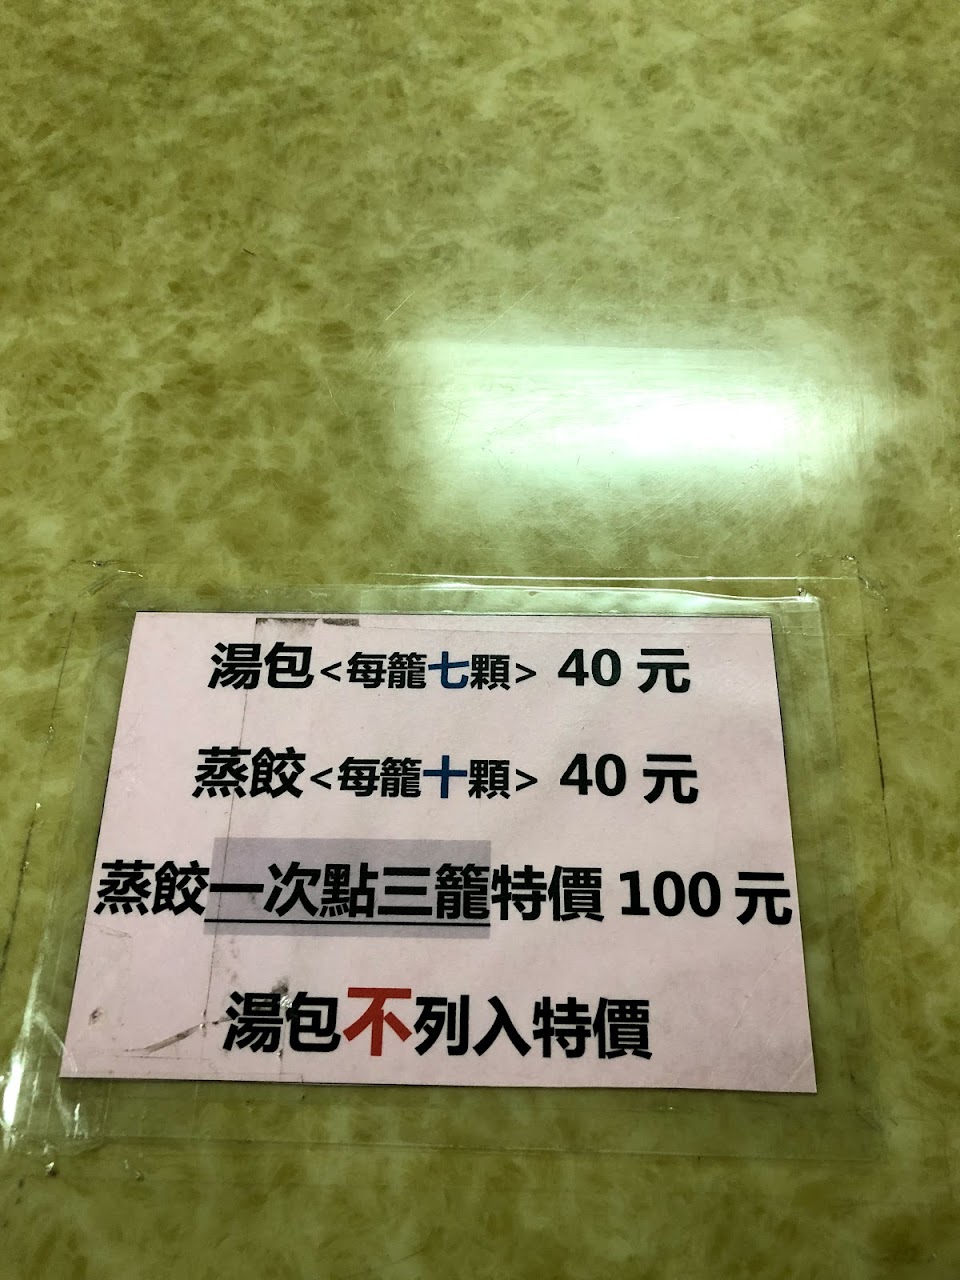 湯包<每籠七顆> 40 元
蒸餃<每籠十顆> 40 元
蒸餃一次點三籠特價 100 元
湯包不列入特價